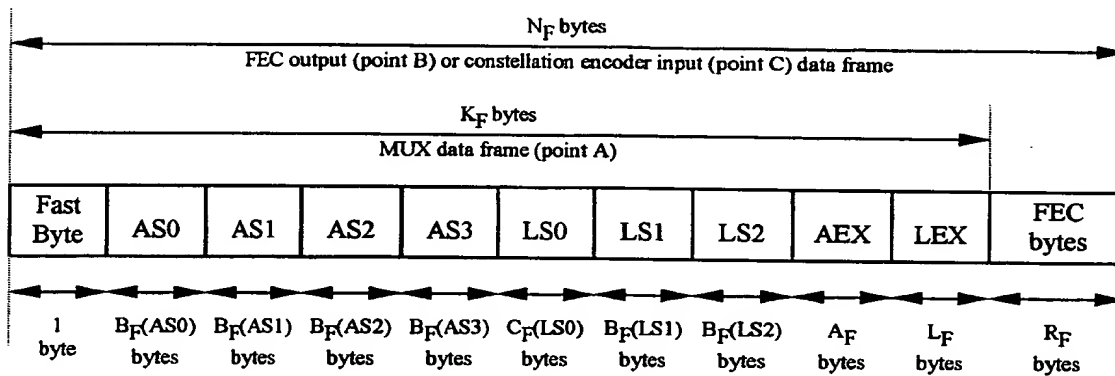 N_F bytes
FEC output (point B) or constellation encoder input (point C) data frame
K_F bytes
MUX data frame (point A)
Fast Byte AS0 AS1 AS2 AS3 LS0 LS1 LS2 AEX LEX FEC bytes
1 byte B_F(AS0) bytes B_F(AS1) bytes B_F(AS2) bytes B_F(AS3) bytes C_F(LS0) bytes B_F(LS1) bytes B_F(LS2) bytes A_F bytes L_F bytes R_F bytes